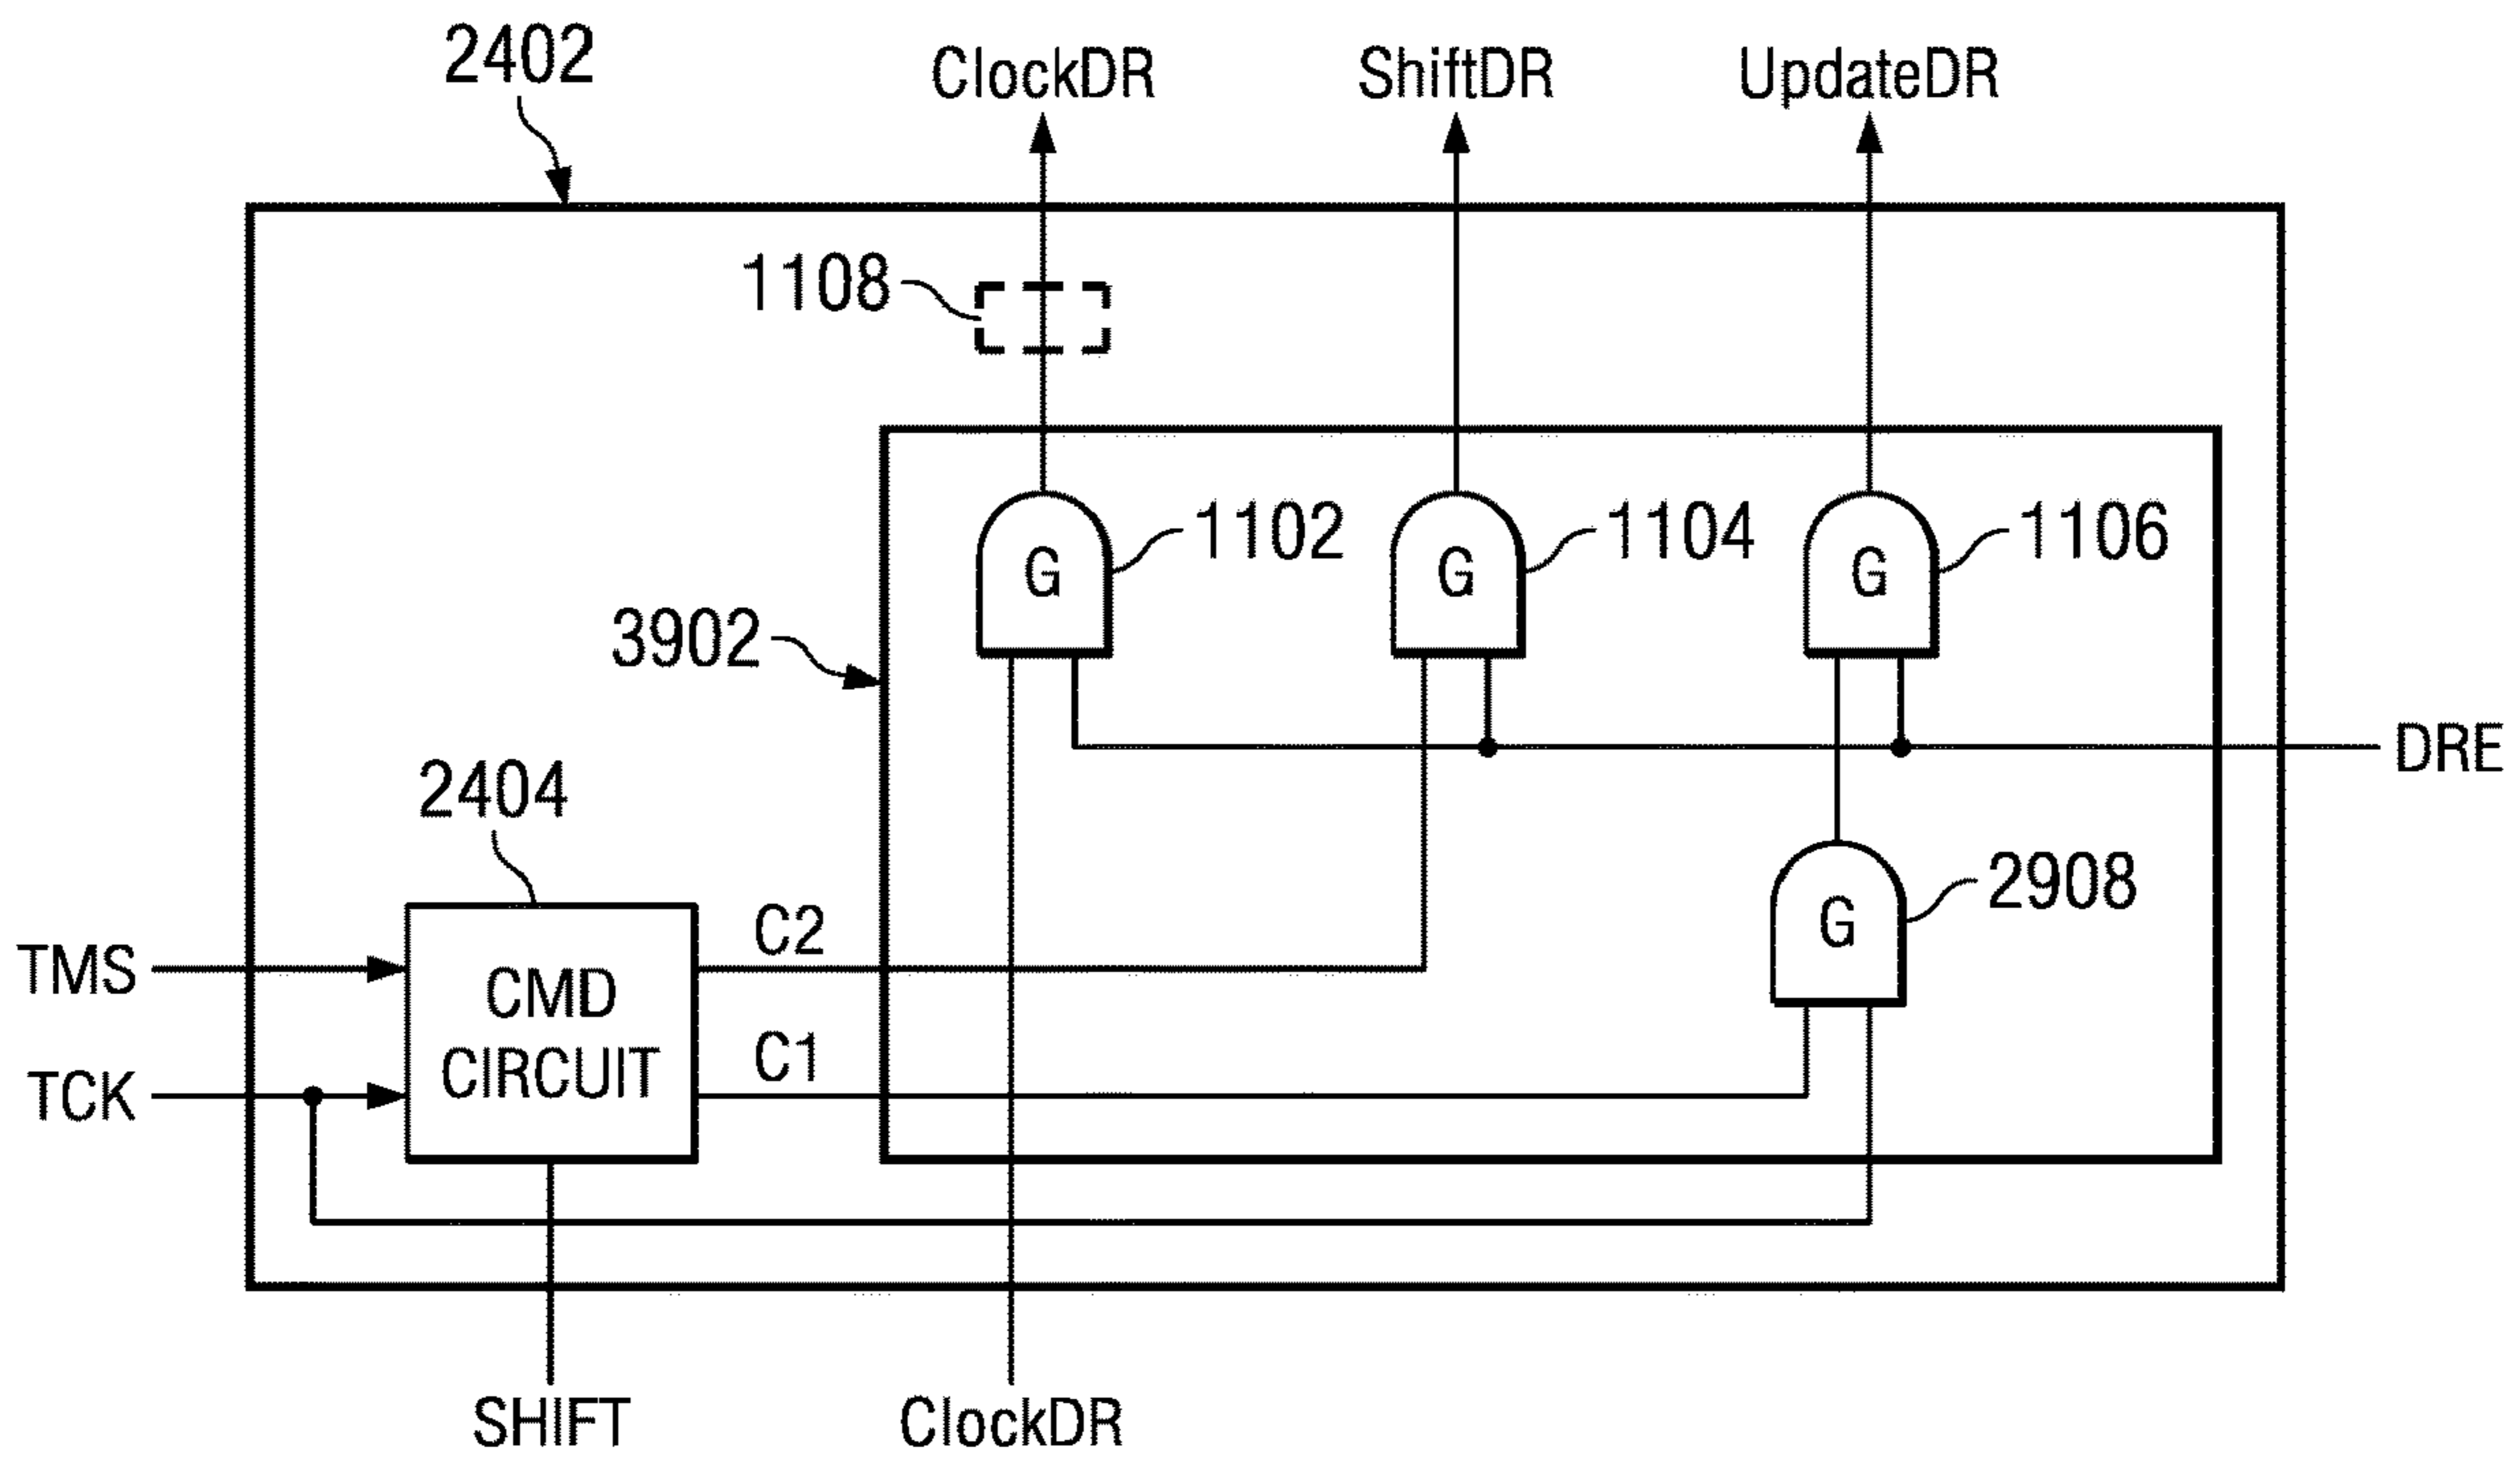 2402
ClockDR ShiftDR UpdateDR
1108
1102 1104 1106
G G G
3902
DRE
2404
2908
G
C2
TMS
CMD
CIRCUIT
C1
TCK
SHIFT ClockDR